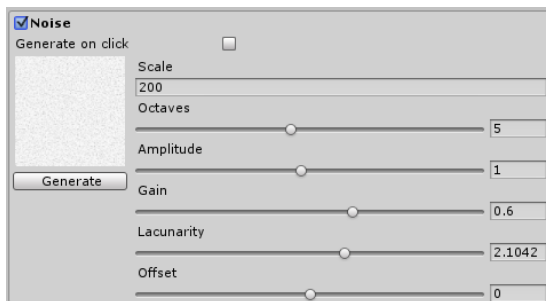 Noise
Generate on click
Scale
200
Octaves
5
Amplitude
1
Generate
Gain
0.6
Lacunarity
2.1042
Offset
0